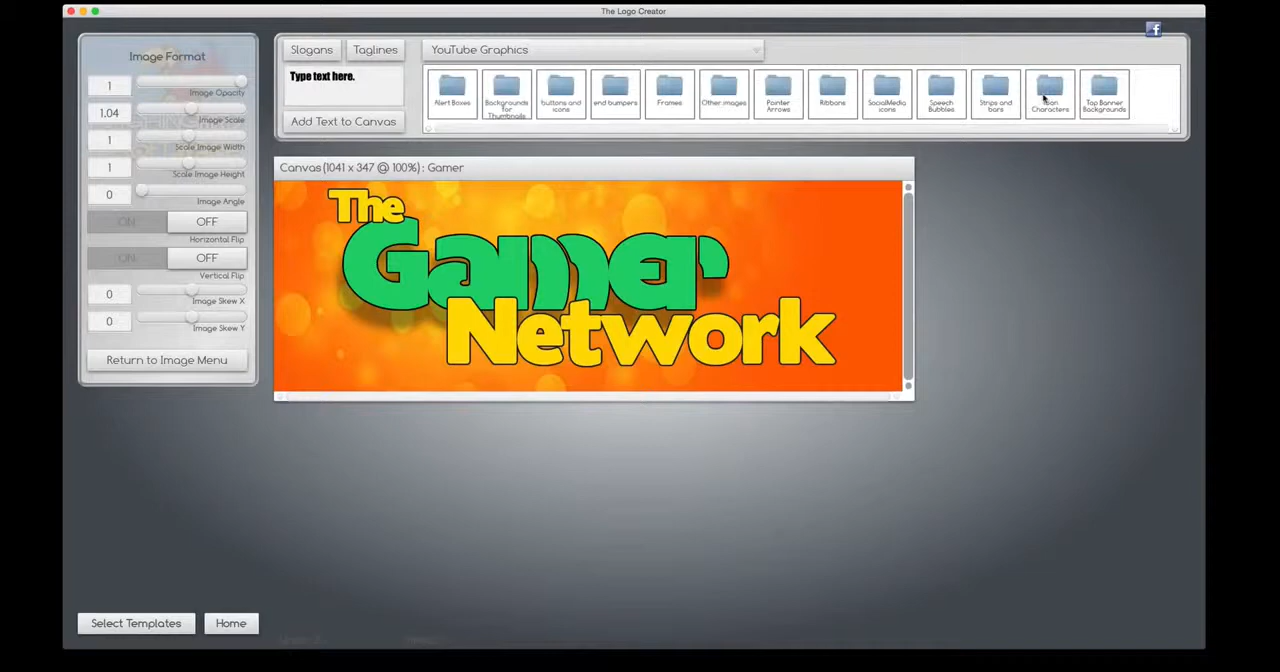 The Logo Creator
Image Format
1
Image Opacity
1.04
Image Scale
1
Scale Image Width
1
Scale Image Height
0
Image Angle
ON OFF
Horizontal Flip
ON OFF
Vertical Flip
0
Image Skew X
0
Image Skew Y
Return to Image Menu
Slogans
Taglines
Type text here.
Add Text to Canvas
YouTube Graphics
Alert Boxes
Backgrounds
for
Thumbnails
buttons and
icons
end bumpers
Frames
Other images
Pointer
Arrows
Ribbons
SocialMedia
icons
Speech
Bubbles
Strips and
bars
Characters
Top Banner
Backgrounds
f
Canvas (1041 x 347 @ 100%) : Gamer
The
Gamer
Network
Select Templates
Home